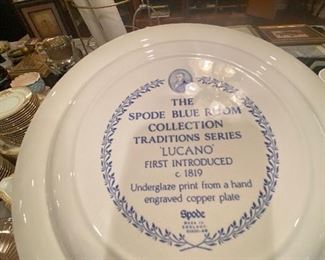 THE
SPODE BLUE ROOM
COLLECTION
TRADITIONS SERIES
'LUCANO'
FIRST INTRODUCED
c 1819
Underglaze print from a hand
engraved copper plate
Spode
MADE IN
ENGLAND